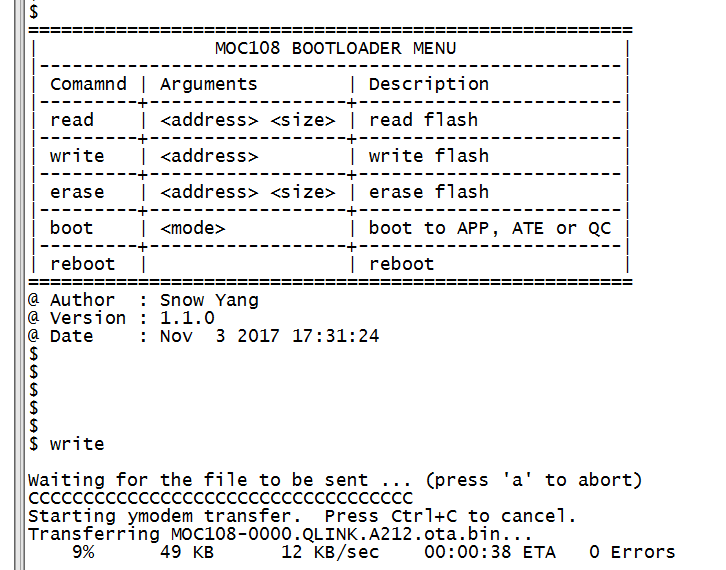 $
=======================================================
|                MOC108 BOOTLOADER MENU               |
|-----------------------------------------------------|
| Comamnd | Arguments        | Description            |
|---------+------------------+------------------------|
| read    | <address> <size> | read flash             |
|---------+------------------+------------------------|
| write   | <address>        | write flash            |
|---------+------------------+------------------------|
| erase   | <address> <size> | erase flash            |
|---------+------------------+------------------------|
| boot    | <mode>           | boot to APP, ATE or QC |
|---------+------------------+------------------------|
| reboot  |                  | reboot                 |
=======================================================
@ Author  : Snow Yang
@ Version : 1.1.0
@ Date    : Nov  3 2017 17:31:24
$
$
$
$
$
$ write

Waiting for the file to be sent ... (press 'a' to abort)
CCCCCCCCCCCCCCCCCCCCCCCCCCCCCCCCCCC
Starting ymodem transfer.  Press Ctrl+C to cancel.
Transferring MOC108-0000.QLINK.A212.ota.bin...
    9%      49 KB      12 KB/sec    00:00:38 ETA   0 Errors